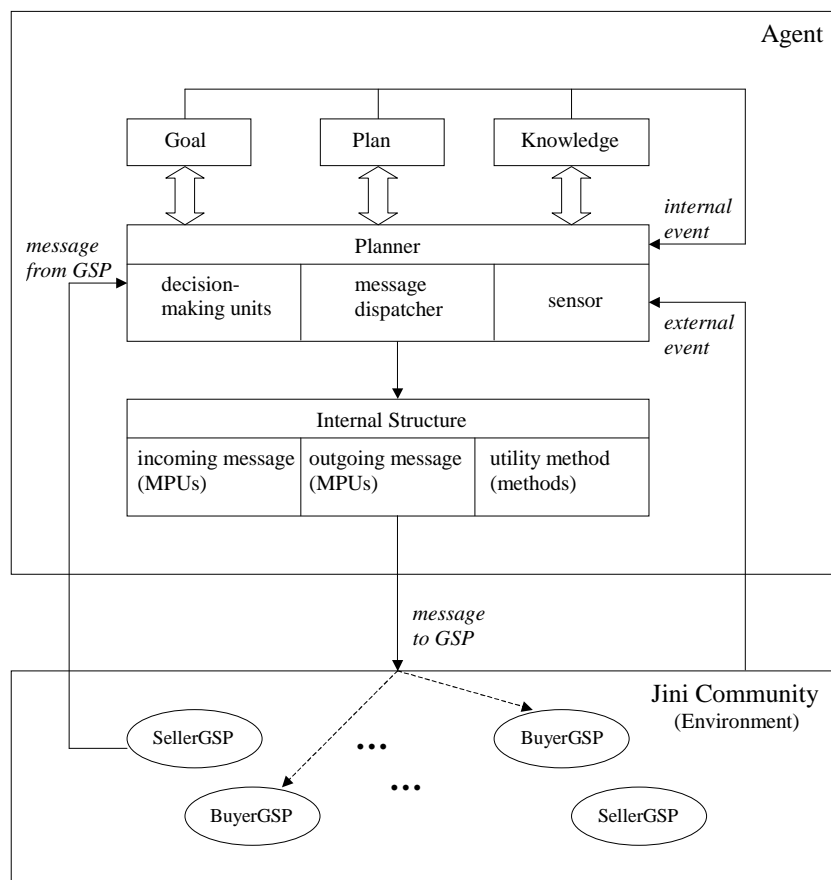 Agent
Goal
Plan
Knowledge
internal
event
message
from GSP
Planner
decision-
making units
message
dispatcher
sensor
external
event
Internal Structure
incoming message
(MPUs)
outgoing message
(MPUs)
utility method
(methods)
message
to GSP
Jini Community
(Environment)
SellerGSP
...
BuyerGSP
...
BuyerGSP
SellerGSP